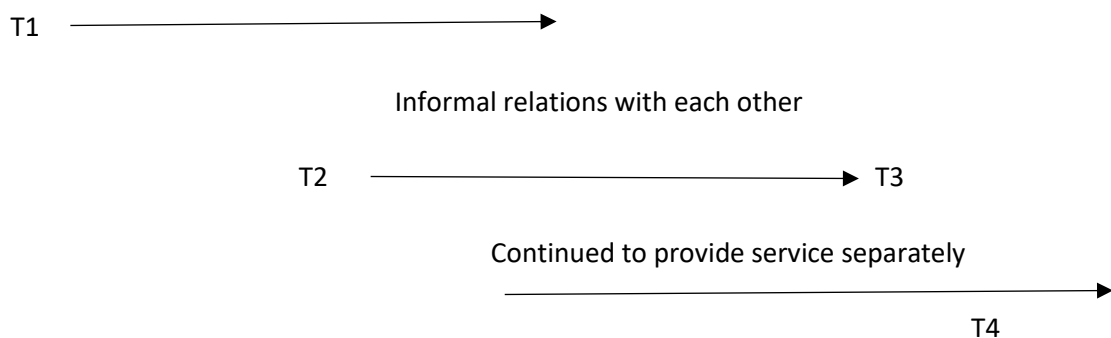 T1
Informal relations with each other
T2 T3
Continued to provide service separately
T4